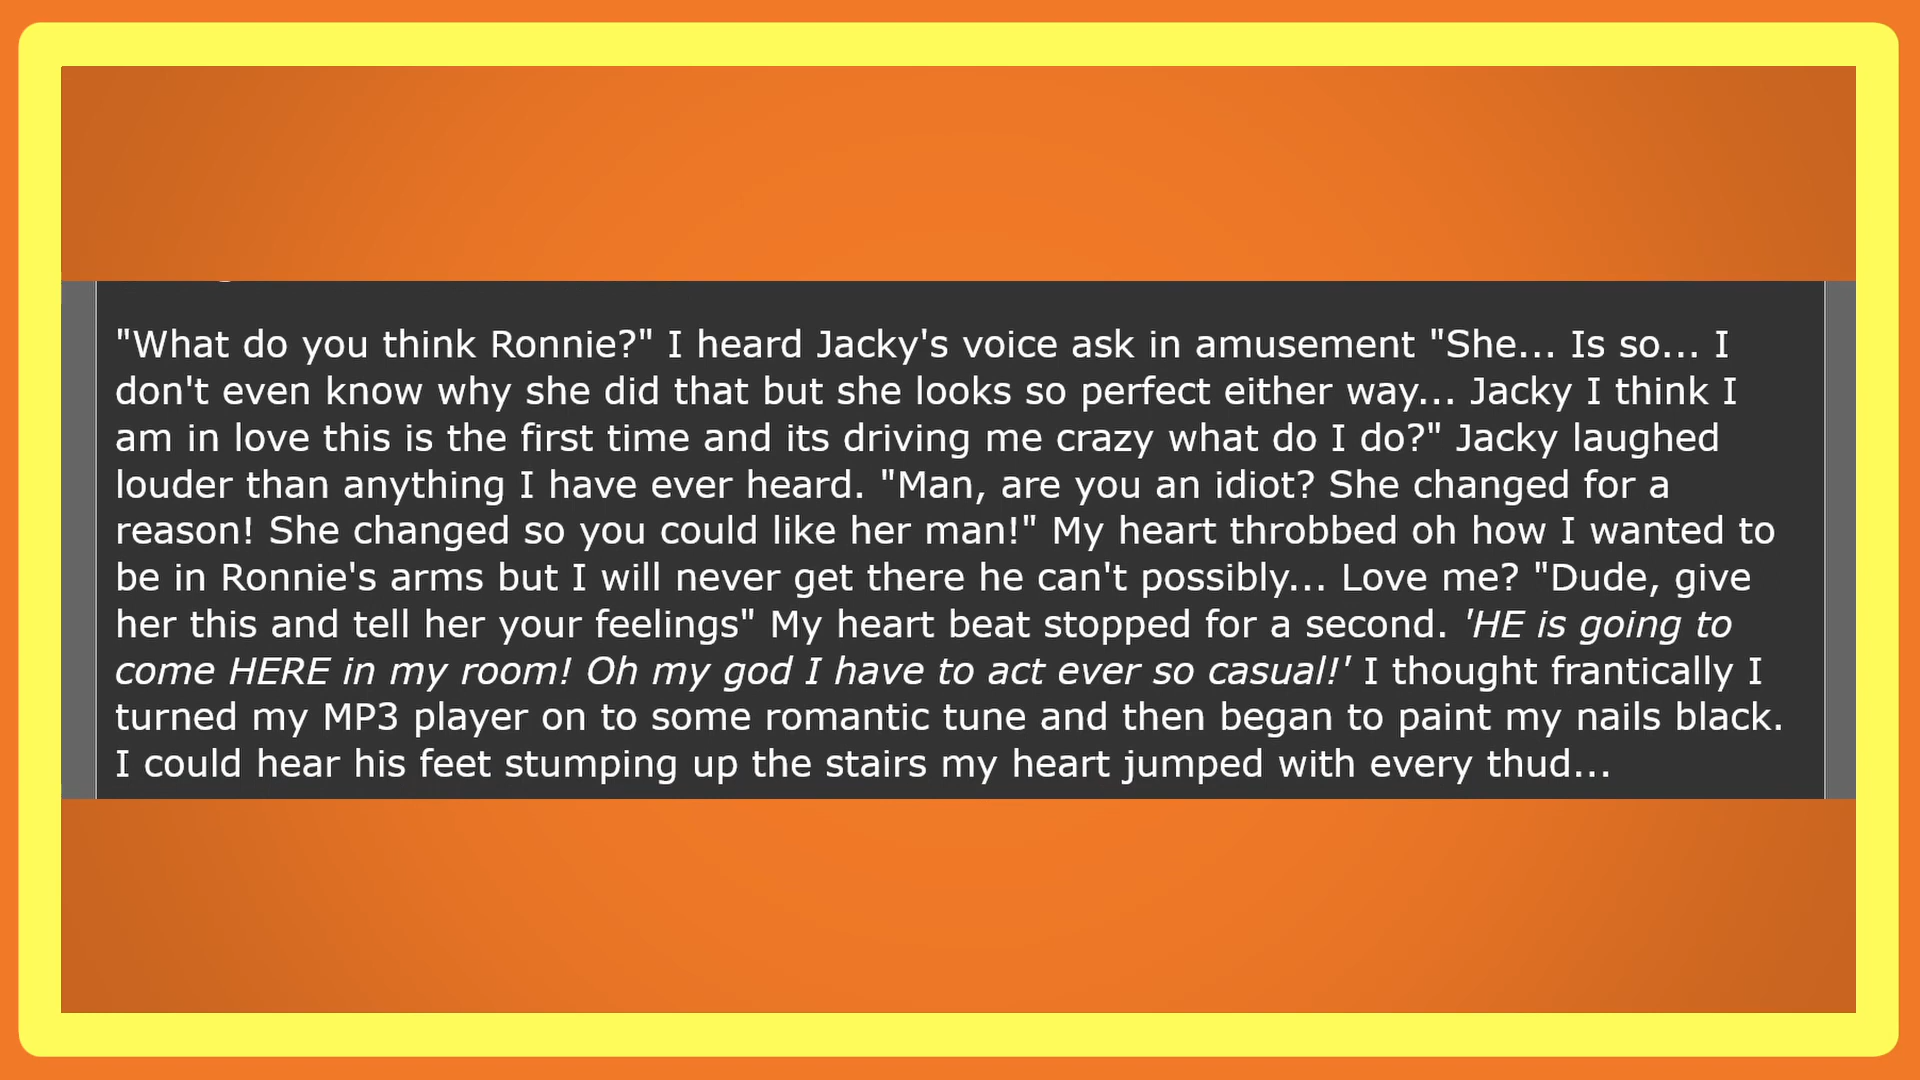 "What do you think Ronnie?" I heard Jacky's voice ask in amusement "She... Is so... I
don't even know why she did that but she looks so perfect either way... Jacky I think I
am in love this is the first time and its driving me crazy what do I do?" Jacky laughed
louder than anything I have ever heard. "Man, are you an idiot? She changed for a
reason! She changed so you could like her man!" My heart throbbed oh how I wanted to
be in Ronnie's arms but I will never get there he can't possibly... Love me? "Dude, give
her this and tell her your feelings" My heart beat stopped for a second. 'HE is going to
come HERE in my room! Oh my god I have to act ever so casual!' I thought frantically I
turned my MP3 player on to some romantic tune and then began to paint my nails black.
I could hear his feet stumping up the stairs my heart jumped with every thud...